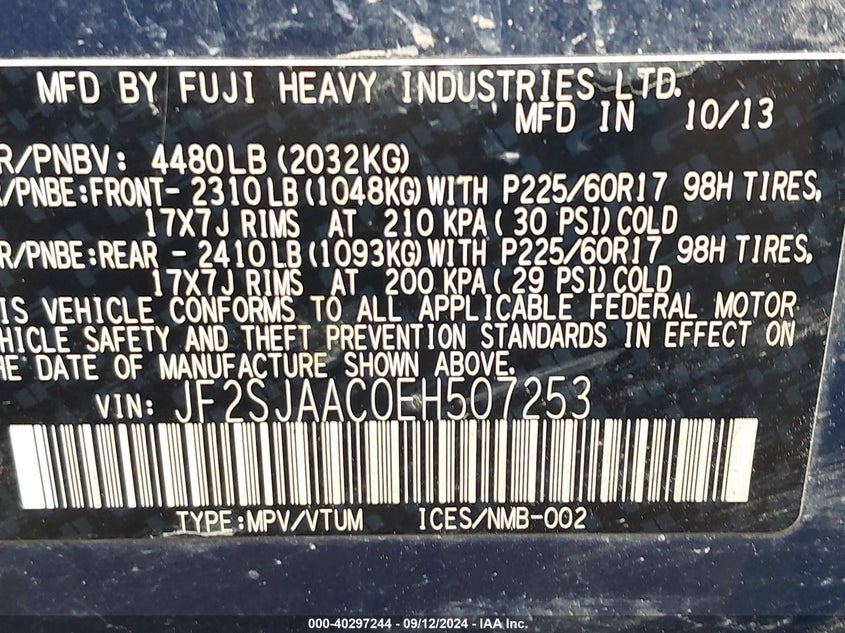 MFD BY FUJI HEAVY INDUSTRIES LTD.
MFD IN 10/13
R/PNBV: 4480LB (2032KG)
R/PNBE:FRONT- 2310LB (1048KG) WITH P225/60R17 98H TIRES,
17X7J RIMS AT 210 KPA ( 30 PSI) COLD
R/PNBE:REAR - 2410LB (1093KG) WITH P225/60R17 98H TIRES,
17X7J RIMS AT 200 KPA ( 29 PSI) COLD
IS VEHICLE CONFORMS TO ALL APPLICABLE FEDERAL MOTOR
HICLE SAFETY AND THEFT PREVENTION STANDARDS IN EFFECT ON
E DATE OF MANUFACTURE SHOWN ABOVE.
VIN: JF2SJAAC0EH507253
TYPE:MPV/VTUM ICES/NMB-002
000-40297244 - 09/12/2024 - IAA Inc.